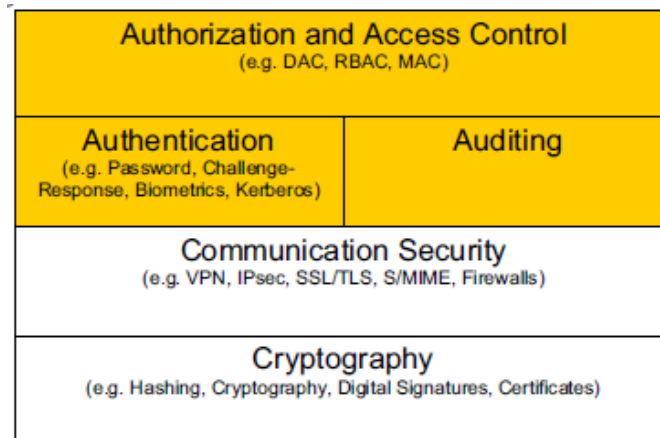 Authorization and Access Control
(e.g. DAC, RBAC, MAC)
Authentication
(e.g. Password, Challenge-
Response, Biometrics, Kerberos)
Auditing
Communication Security
(e.g. VPN, IPsec, SSL/TLS, S/MIME, Firewalls)
Cryptography
(e.g. Hashing, Cryptography, Digital Signatures, Certificates)